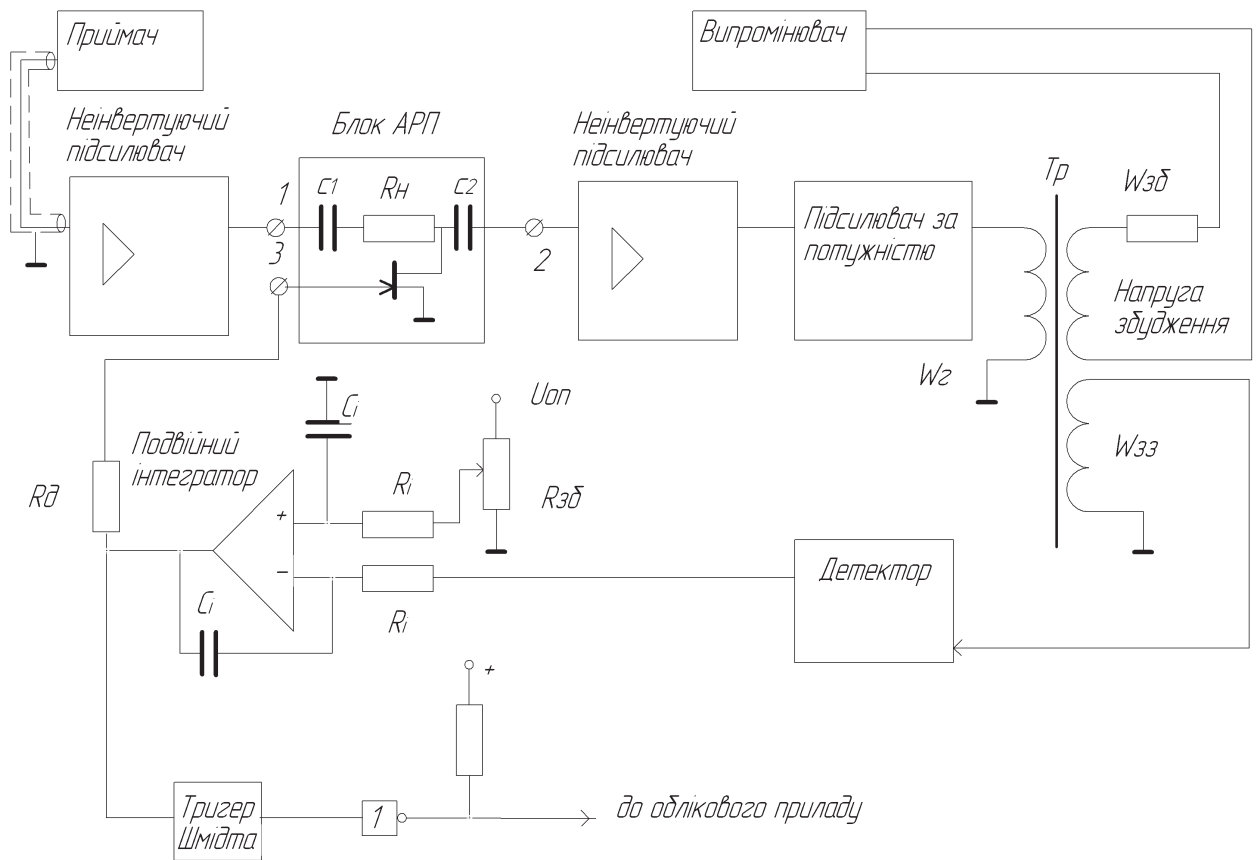 Приймач
Випромінювач
Неінвертуючий
підсилювач
Блок АРП
Неінвертуючий
підсилювач
1
C1
Rн
C2
3
2
Підсилювач за
потужністю
Тр
Wзб
Напруга
збудження
Wг
Wзз
Ci
Uоп
Подвійний
інтегратор
Rд
+
Ri
Rзб
−
Ri
Ci
Детектор
+
Тригер
Шмідта
1
до облікового приладу